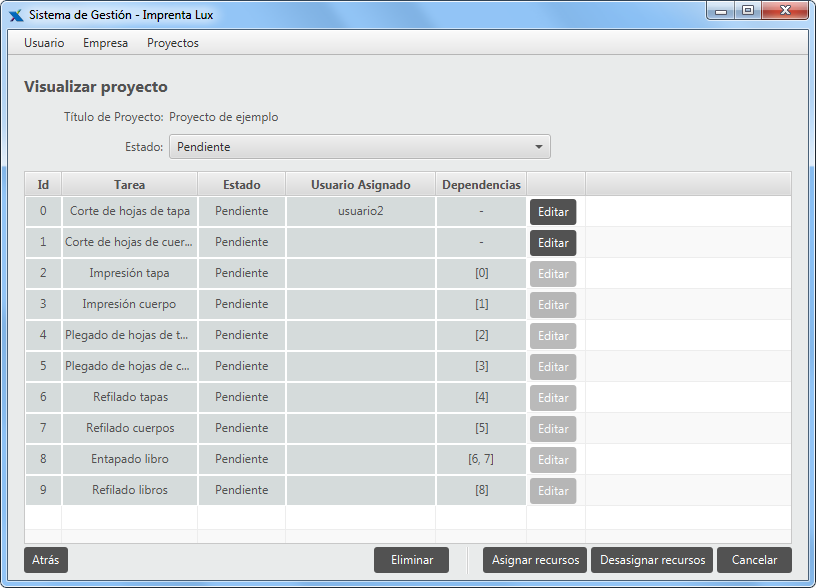 Sistema de Gestión - Imprenta Lux
Usuario Empresa Proyectos
Visualizar proyecto
Título de Proyecto: Proyecto de ejemplo
Estado: Pendiente
Id Tarea Estado Usuario Asignado Dependencias
0 Corte de hojas de tapa Pendiente usuario2 - Editar
1 Corte de hojas de cuer... Pendiente - Editar
2 Impresión tapa Pendiente [0] Editar
3 Impresión cuerpo Pendiente [1] Editar
4 Plegado de hojas de t... Pendiente [2] Editar
5 Plegado de hojas de c... Pendiente [3] Editar
6 Refilado tapas Pendiente [4] Editar
7 Refilado cuerpos Pendiente [5] Editar
8 Entapado libro Pendiente [6, 7] Editar
9 Refilado libros Pendiente [8] Editar
Atrás Eliminar Asignar recursos Desasignar recursos Cancelar